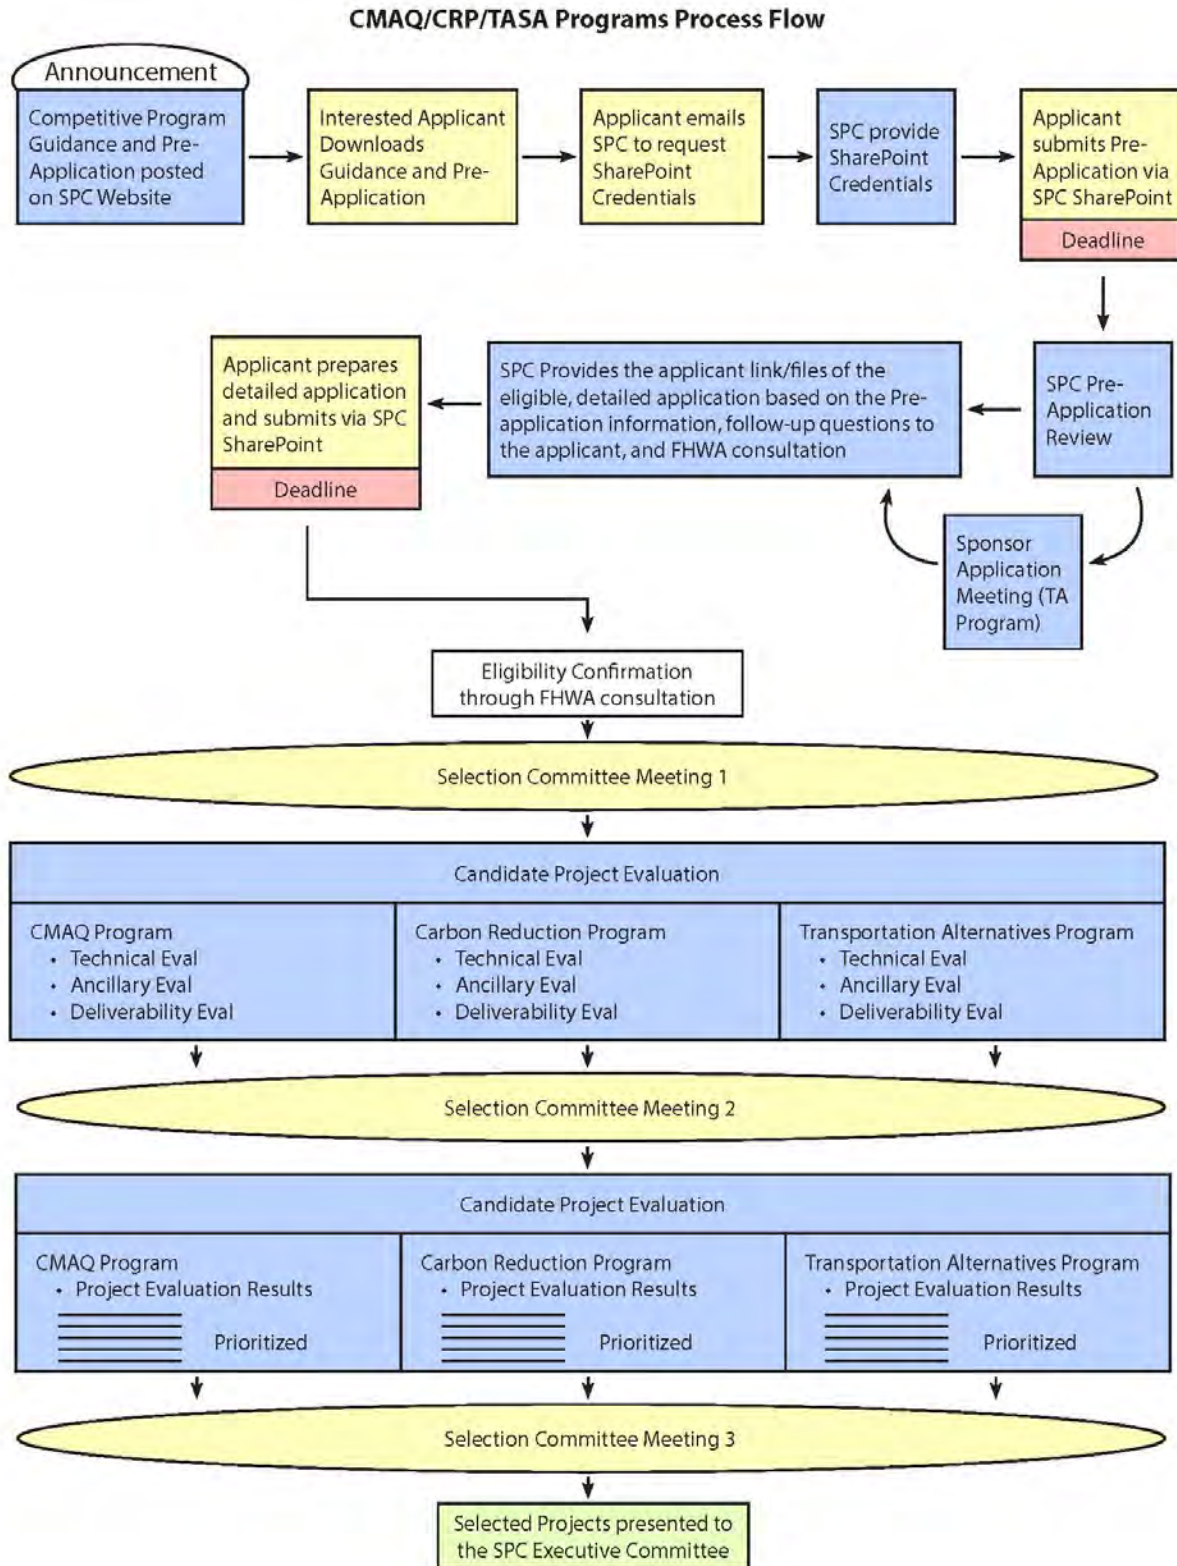 CMAQ/CRP/TASA Programs Process Flow
Announcement
Competitive Program
Guidance and Pre-
Application posted
on SPC Website
Interested Applicant
Downloads
Guidance and Pre-
Application
Applicant emails
SPC to request
SharePoint
Credentials
SPC provide
SharePoint
Credentials
Applicant
submits Pre-
Application via
SPC SharePoint
Deadline
SPC Pre-
Application
Review
Sponsor
Application
Meeting (TA
Program)
SPC Provides the applicant link/files of the
eligible, detailed application based on the Pre-
application information, follow-up questions to
the applicant, and FHWA consultation
Applicant prepares
detailed application
and submits via SPC
SharePoint
Deadline
Eligibility Confirmation
through FHWA consultation
Selection Committee Meeting 1
Candidate Project Evaluation
CMAQ Program
• Technical Eval
• Ancillary Eval
• Deliverability Eval
Carbon Reduction Program
• Technical Eval
• Ancillary Eval
• Deliverability Eval
Transportation Alternatives Program
• Technical Eval
• Ancillary Eval
• Deliverability Eval
Selection Committee Meeting 2
Candidate Project Evaluation
CMAQ Program
• Project Evaluation Results
Prioritized
Carbon Reduction Program
• Project Evaluation Results
Prioritized
Transportation Alternatives Program
• Project Evaluation Results
Prioritized
Selection Committee Meeting 3
Selected Projects presented to
the SPC Executive Committee